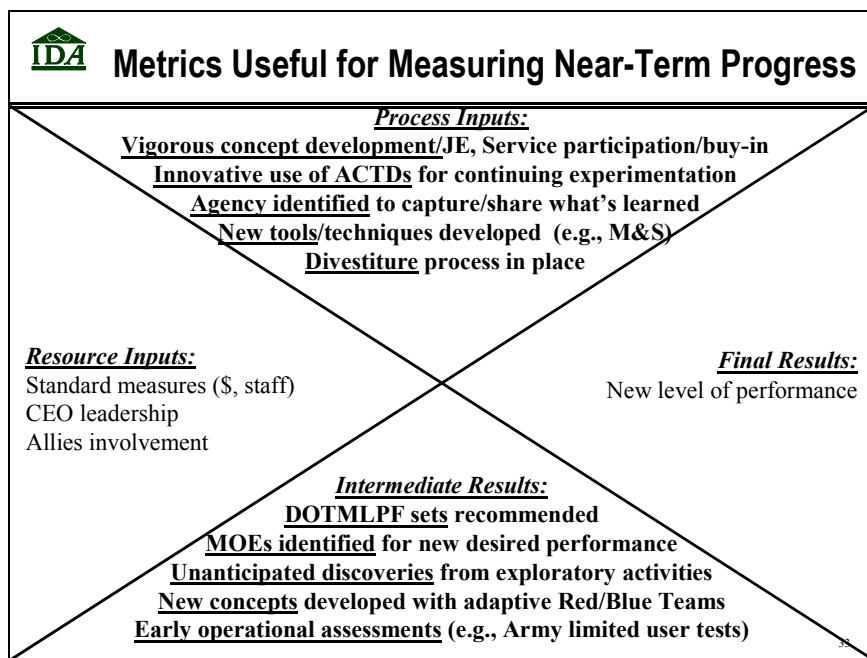 IDA
Metrics Useful for Measuring Near-Term Progress
Process Inputs:
Vigorous concept development/JE, Service participation/buy-in
Innovative use of ACTDs for continuing experimentation
Agency identified to capture/share what's learned
New tools/techniques developed (e.g., M&S)
Divestiture process in place
Resource Inputs:
Standard measures ($, staff)
CEO leadership
Allies involvement
Final Results:
New level of performance
Intermediate Results:
DOTMLPF sets recommended
MOEs identified for new desired performance
Unanticipated discoveries from exploratory activities
New concepts developed with adaptive Red/Blue Teams
Early operational assessments (e.g., Army limited user tests)